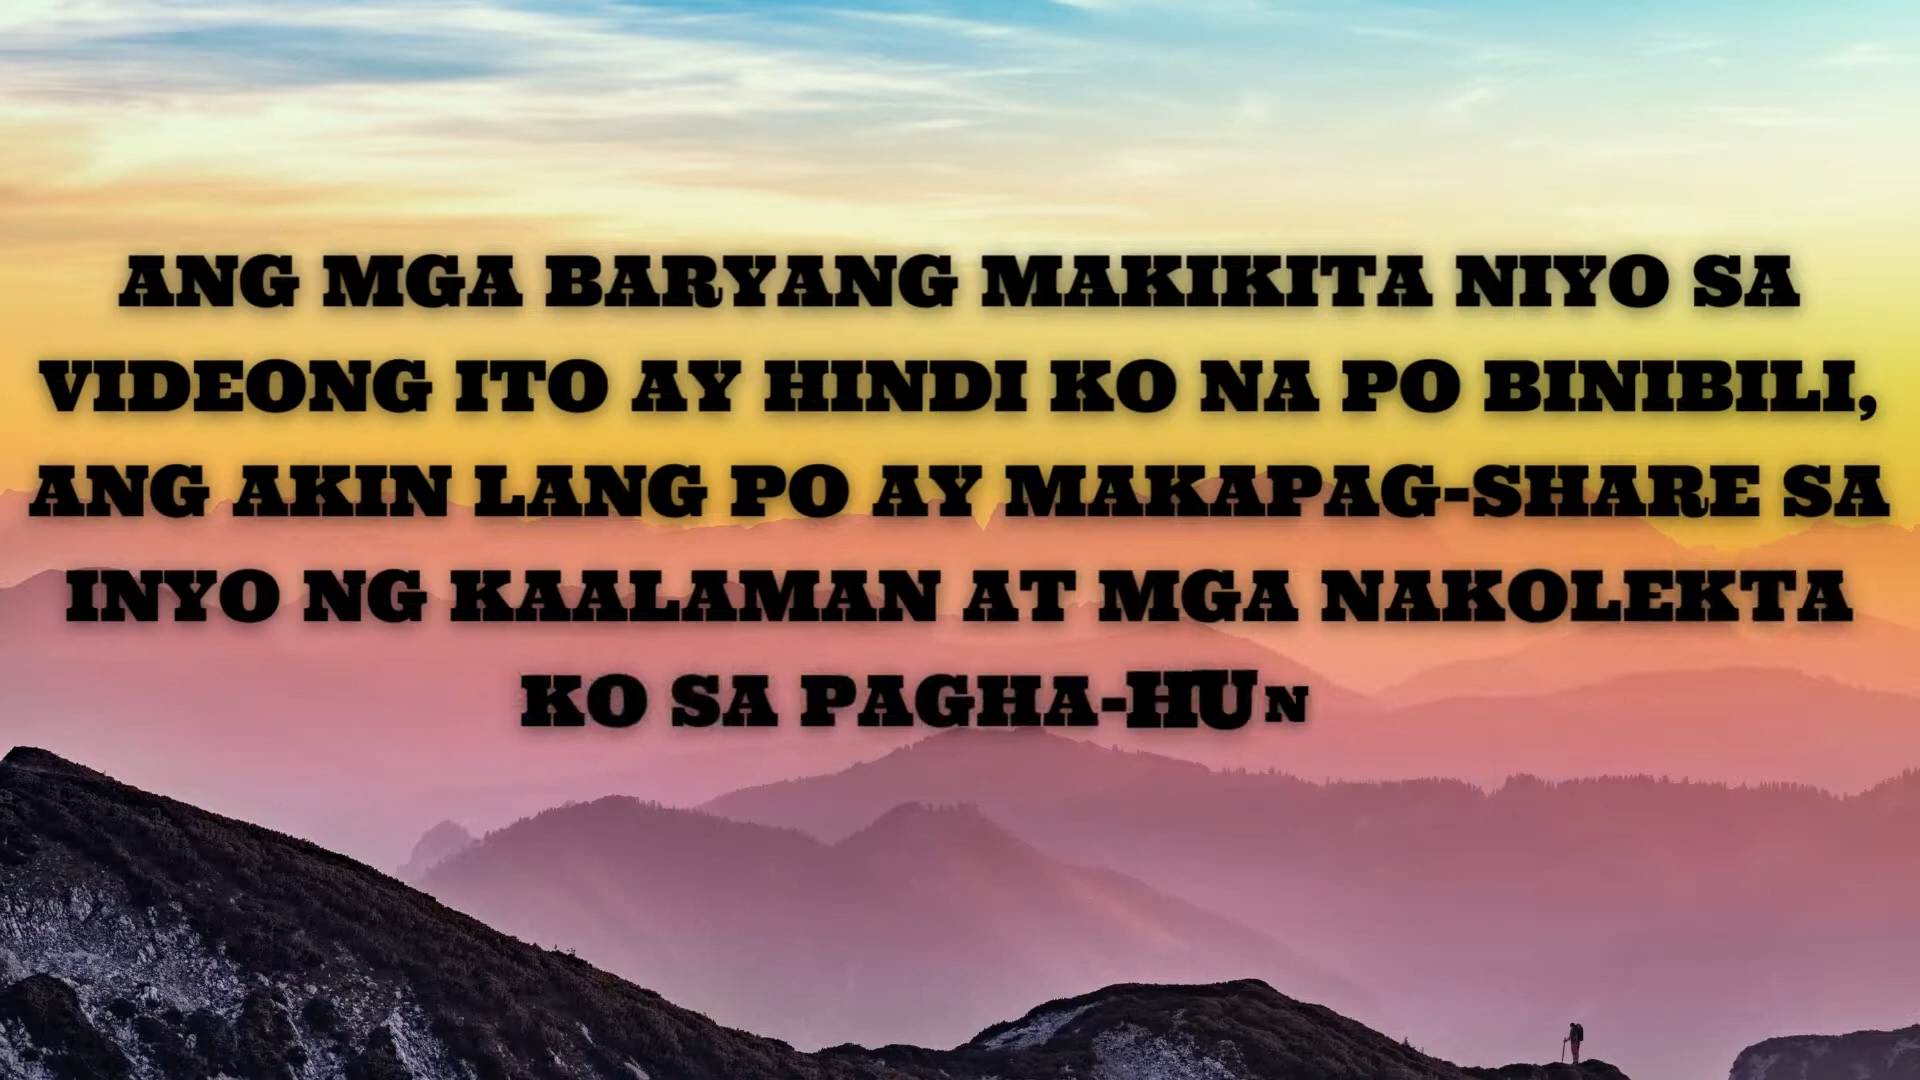 ANG MGA BARYANG MAKIKITA NIYO SA
VIDEONG ITO AY HINDI KO NA PO BINIBILI,
ANG AKIN LANG PO AY MAKAPAG-SHARE SA
INYO NG KAALAMAN AT MGA NAKOLEKTA
KO SA PAGHA-HUN